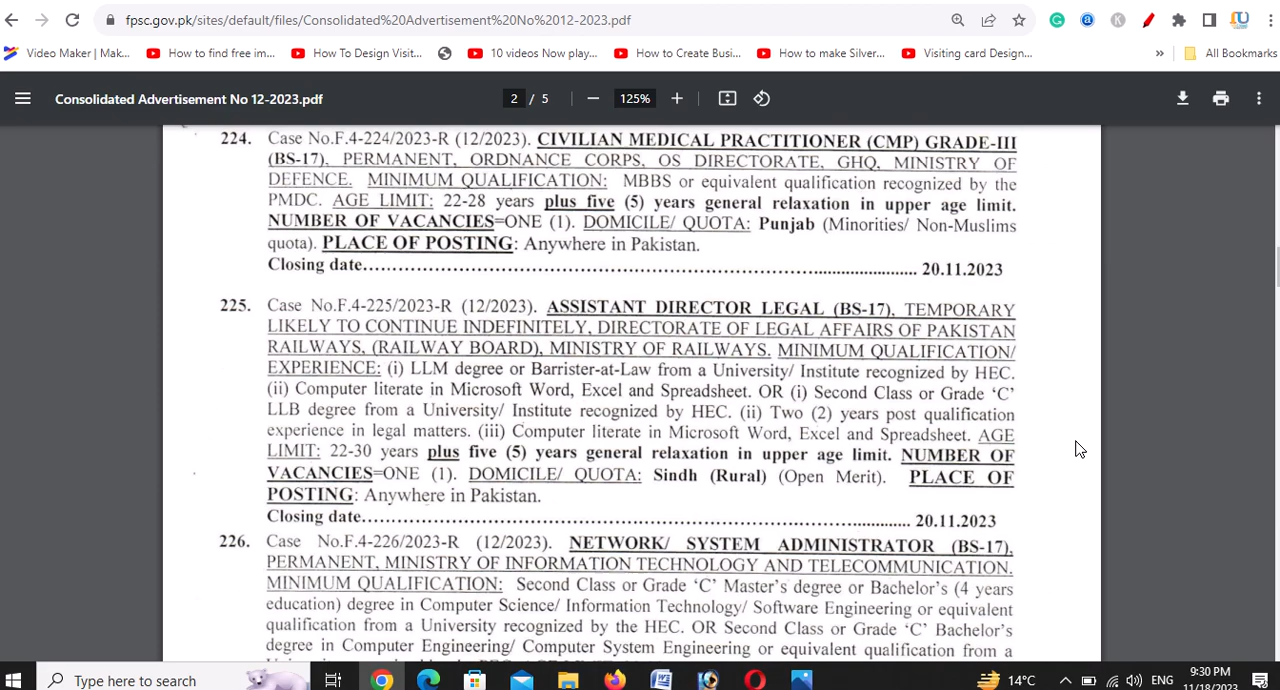 fpsc.gov.pk/sites/default/files/Consolidated%20Advertisement%20No%2012-2023.pdf
Video Maker | Mak...
How to find free im...
How To Design Visit...
10 videos Now play...
How to Create Busi...
How to make Silver...
Visiting card Design...
»
All Bookmarks
Consolidated Advertisement No 12-2023.pdf
2 / 5
125%
224. Case No.F.4-224/2023-R (12/2023). CIVILIAN MEDICAL PRACTITIONER (CMP) GRADE-III
(BS-17), PERMANENT, ORDNANCE CORPS, OS DIRECTORATE, GHQ, MINISTRY OF
DEFENCE. MINIMUM QUALIFICATION: MBBS or equivalent qualification recognized by the
PMDC. AGE LIMIT: 22-28 years plus five (5) years general relaxation in upper age limit.
NUMBER OF VACANCIES=ONE (1). DOMICILE/ QUOTA: Punjab (Minorities/ Non-Muslims
quota). PLACE OF POSTING: Anywhere in Pakistan.
Closing date........................................................................................ 20.11.2023
225. Case No.F.4-225/2023-R (12/2023). ASSISTANT DIRECTOR LEGAL (BS-17), TEMPORARY
LIKELY TO CONTINUE INDEFINITELY, DIRECTORATE OF LEGAL AFFAIRS OF PAKISTAN
RAILWAYS, (RAILWAY BOARD), MINISTRY OF RAILWAYS. MINIMUM QUALIFICATION/
EXPERIENCE: (i) LLM degree or Barrister-at-Law from a University/ Institute recognized by HEC.
(ii) Computer literate in Microsoft Word, Excel and Spreadsheet. OR (i) Second Class or Grade ‘C’
LLB degree from a University/ Institute recognized by HEC. (ii) Two (2) years post qualification
experience in legal matters. (iii) Computer literate in Microsoft Word, Excel and Spreadsheet. AGE
LIMIT: 22-30 years plus five (5) years general relaxation in upper age limit. NUMBER OF
VACANCIES=ONE (1). DOMICILE/ QUOTA: Sindh (Rural) (Open Merit). PLACE OF
POSTING: Anywhere in Pakistan.
Closing date........................................................................................ 20.11.2023
226. Case No.F.4-226/2023-R (12/2023). NETWORK/ SYSTEM ADMINISTRATOR (BS-17),
PERMANENT, MINISTRY OF INFORMATION TECHNOLOGY AND TELECOMMUNICATION.
MINIMUM QUALIFICATION: Second Class or Grade ‘C’ Master’s degree or Bachelor’s (4 years
education) degree in Computer Science/ Information Technology/ Software Engineering or equivalent
qualification from a University recognized by the HEC. OR Second Class or Grade ‘C’ Bachelor’s
degree in Computer Engineering/ Computer System Engineering or equivalent qualification from a
Type here to search
14°C
ENG
9:30 PM
11/18/2023